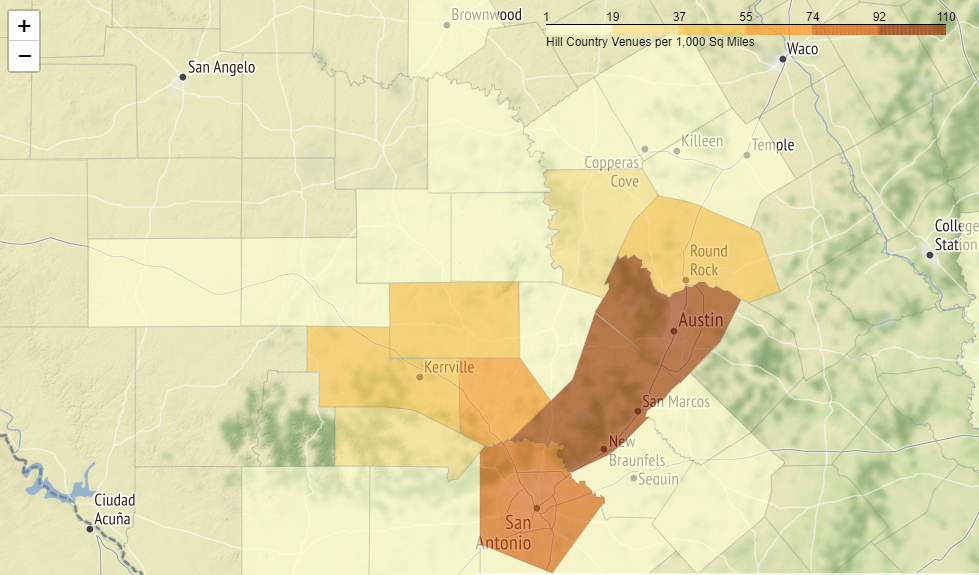 +
−
Brownwood
1 19 37 55 74 92 110
Hill Country Venues per 1,000 Sq Miles
Waco
San Angelo
Killeen
Temple
Copperas
Cove
College
Station
Round
Rock
Austin
Kerrville
San Marcos
New
Braunfels
Seguin
Ciudad
Acuña
San
Antonio